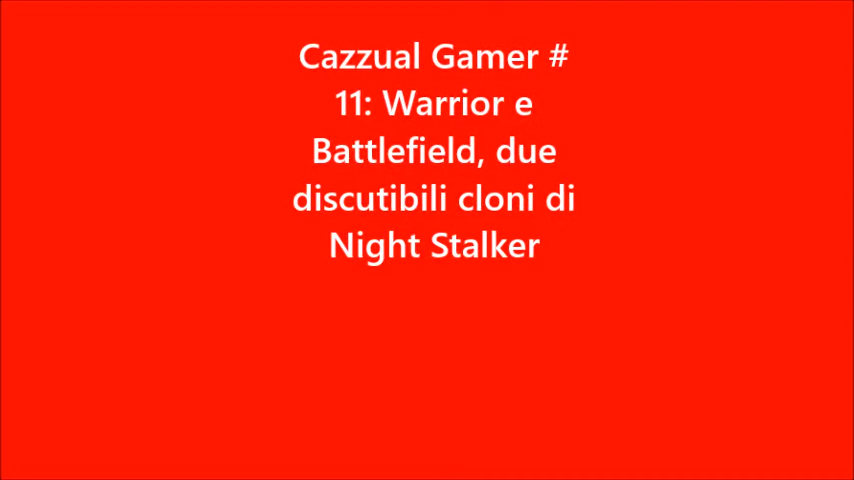 Cazzual Gamer #
11: Warrior e
Battlefield, due
discutibili cloni di
Night Stalker